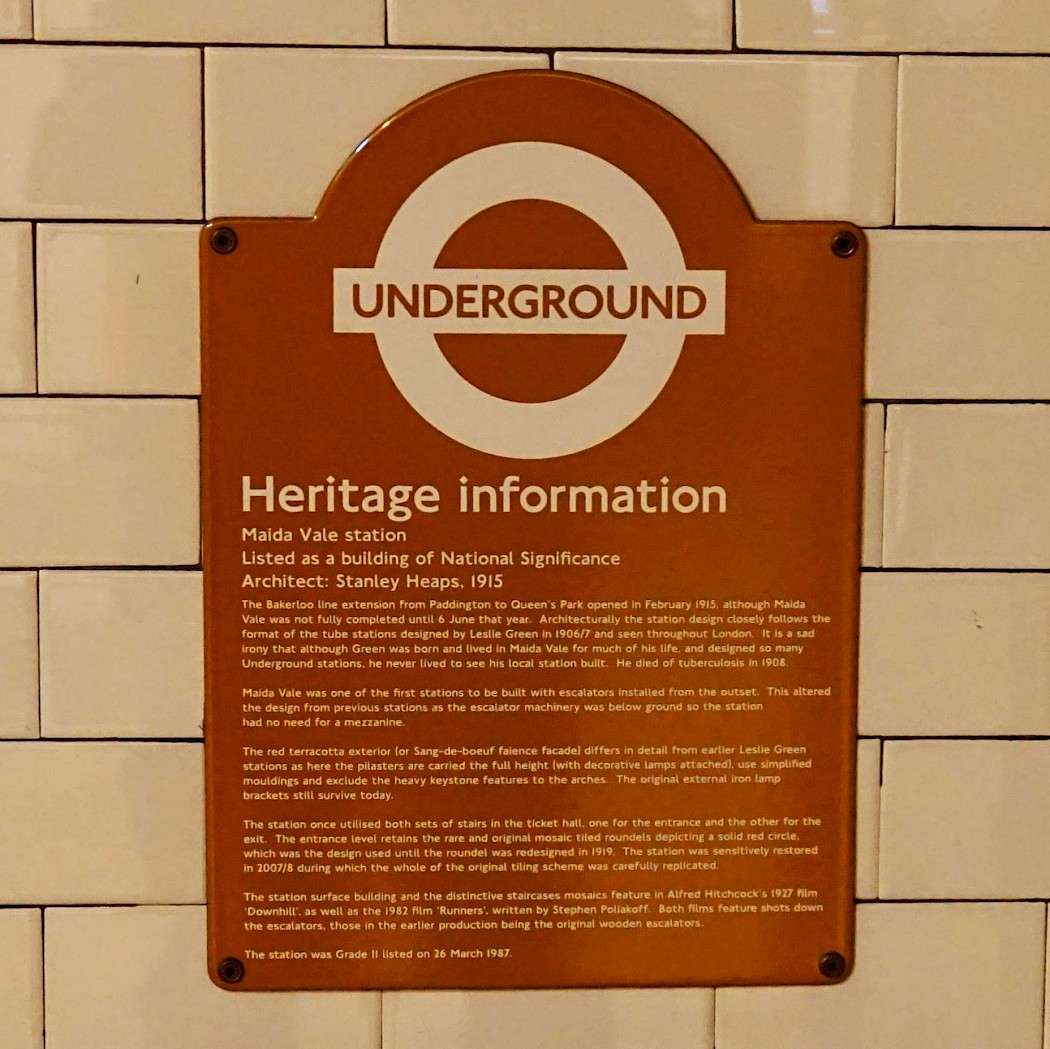 UNDERGROUND
Heritage information
Maida Vale station
Listed as a building of National Significance
Architect: Stanley Heaps, 1915
The Bakerloo line extension from Paddington to Queen's Park opened in February 1915, although Maida
Vale was not fully completed until 6 June that year. Architecturally the station design closely follows the
format of the tube stations designed by Leslie Green in 1906/7 and seen throughout London. It is a sad
irony that although Green was born and lived in Maida Vale for much of his life, and designed so many
Underground stations, he never lived to see his local station built. He died of tuberculosis in 1908.
Maida Vale was one of the first stations to be built with escalators installed from the outset. This altered
the design from previous stations as the escalator machinery was below ground so the station
had no need for a mezzanine.
The red terracotta exterior (or Sang-de-boeuf faience facade) differs in detail from earlier Leslie Green
stations as here the pilasters are carried the full height (with decorative lamps attached), use simplified
mouldings and exclude the heavy keystone features to the arches. The original external iron lamp
brackets still survive today.
The station once utilised both sets of stairs in the ticket hall, one for the entrance and the other for the
exit. The entrance level retains the rare and original mosaic tiled roundels depicting a solid red circle,
which was the design used until the roundel was redesigned in 1919. The station was sensitively restored
in 2007/8 during which the whole of the original tiling scheme was carefully replicated.
The station surface building and the distinctive staircases mosaics feature in Alfred Hitchcock's 1927 film
'Downhill', as well as the 1982 film 'Runners', written by Stephen Poliakoff. Both films feature shots down
the escalators, those in the earlier production being the original wooden escalators.
The station was Grade II listed on 26 March 1987.